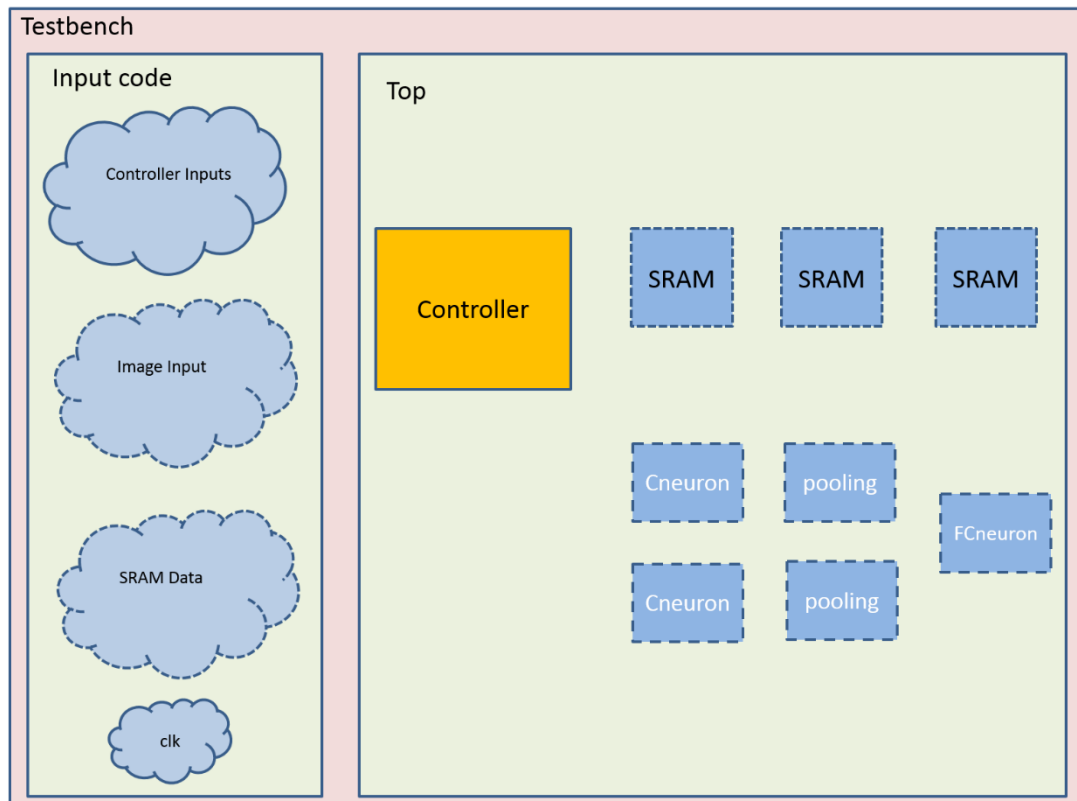 Testbench
Input code
Controller Inputs
Image Input
SRAM Data
clk
Top
Controller
SRAM
SRAM
SRAM
Cneuron
pooling
FCneuron
Cneuron
pooling